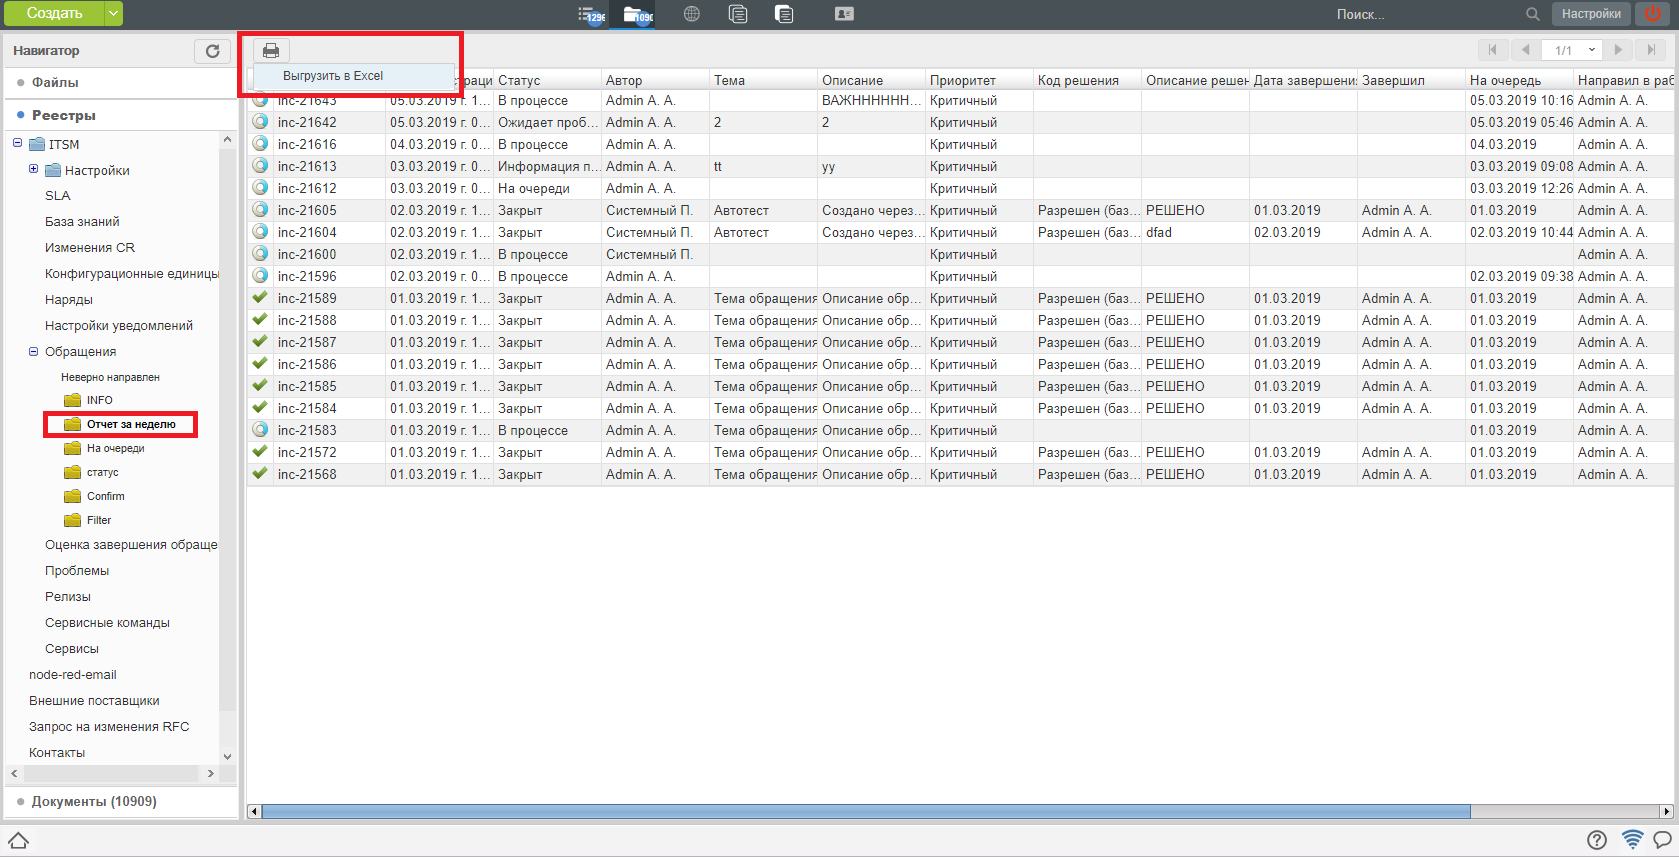 Создать 1296 1090 Поиск... Настройки
Навигатор
1/1
Файлы
Реестры
ITSM
Настройки
SLA
База знаний
Изменения CR
Конфигурационные единицы
Наряды
Настройки уведомлений
Обращения
Неверно направлен
INFO
Отчет за неделю
На очереди
статус
Confirm
Filter
Оценка завершения обраще
Проблемы
Релизы
Сервисные команды
Сервисы
node-red-email
Внешние поставщики
Запрос на изменения RFC
Контакты
Документы (10909)
Выгрузить в Excel
страци Статус Автор Тема Описание Приоритет Код решения Описание решен Дата завершения Завершил На очередь Направил в раб
inc-21643 05.03.2019 г. 1... В процессе Admin A. A. ВАЖНННННН... Критичный 05.03.2019 10:16 Admin A. A.
inc-21642 05.03.2019 г. 0... Ожидает проб... Admin A. A. 2 2 Критичный 05.03.2019 05:46 Admin A. A.
inc-21616 04.03.2019 г. 0... В процессе Admin A. A. Критичный 04.03.2019 Admin A. A.
inc-21613 03.03.2019 г. 0... Информация п... Admin A. A. tt yy Критичный 03.03.2019 09:08 Admin A. A.
inc-21612 03.03.2019 г. 0... На очереди Admin A. A. Критичный 03.03.2019 12:26 Admin A. A.
inc-21605 02.03.2019 г. 1... Закрыт Системный П. Автотест Создано через... Критичный Разрешен (баз... РЕШЕНО 01.03.2019 Admin A. A. 01.03.2019 Admin A. A.
inc-21604 02.03.2019 г. 1... Закрыт Системный П. Автотест Создано через... Критичный Разрешен (баз... dfad 02.03.2019 Admin A. A. 02.03.2019 10:44 Admin A. A.
inc-21600 02.03.2019 г. 1... В процессе Системный П. Критичный Admin A. A.
inc-21596 02.03.2019 г. 0... В процессе Admin A. A. Критичный 02.03.2019 09:38 Admin A. A.
inc-21589 01.03.2019 г. 1... Закрыт Admin A. A. Тема обращения Описание обр... Критичный Разрешен (баз... РЕШЕНО 01.03.2019 Admin A. A. 01.03.2019 Admin A. A.
inc-21588 01.03.2019 г. 1... Закрыт Admin A. A. Тема обращения Описание обр... Критичный Разрешен (баз... РЕШЕНО 01.03.2019 Admin A. A. 01.03.2019 Admin A. A.
inc-21587 01.03.2019 г. 1... Закрыт Admin A. A. Тема обращения Описание обр... Критичный Разрешен (баз... РЕШЕНО 01.03.2019 Admin A. A. 01.03.2019 Admin A. A.
inc-21586 01.03.2019 г. 1... Закрыт Admin A. A. Тема обращения Описание обр... Критичный Разрешен (баз... РЕШЕНО 01.03.2019 Admin A. A. 01.03.2019 Admin A. A.
inc-21585 01.03.2019 г. 1... Закрыт Admin A. A. Тема обращения Описание обр... Критичный Разрешен (баз... РЕШЕНО 01.03.2019 Admin A. A. 01.03.2019 Admin A. A.
inc-21584 01.03.2019 г. 1... Закрыт Admin A. A. Тема обращения Описание обр... Критичный Разрешен (баз... РЕШЕНО 01.03.2019 Admin A. A. 01.03.2019 Admin A. A.
inc-21583 01.03.2019 г. 1... В процессе Admin A. A. Тема обращения Описание обр... Критичный 01.03.2019 Admin A. A.
inc-21572 01.03.2019 г. 1... Закрыт Admin A. A. Тема обращения Описание обр... Критичный Разрешен (баз... РЕШЕНО 01.03.2019 Admin A. A. 01.03.2019 Admin A. A.
inc-21568 01.03.2019 г. 1... Закрыт Admin A. A. Тема обращения Описание обр... Критичный Разрешен (баз... РЕШЕНО 01.03.2019 Admin A. A. 01.03.2019 Admin A. A.